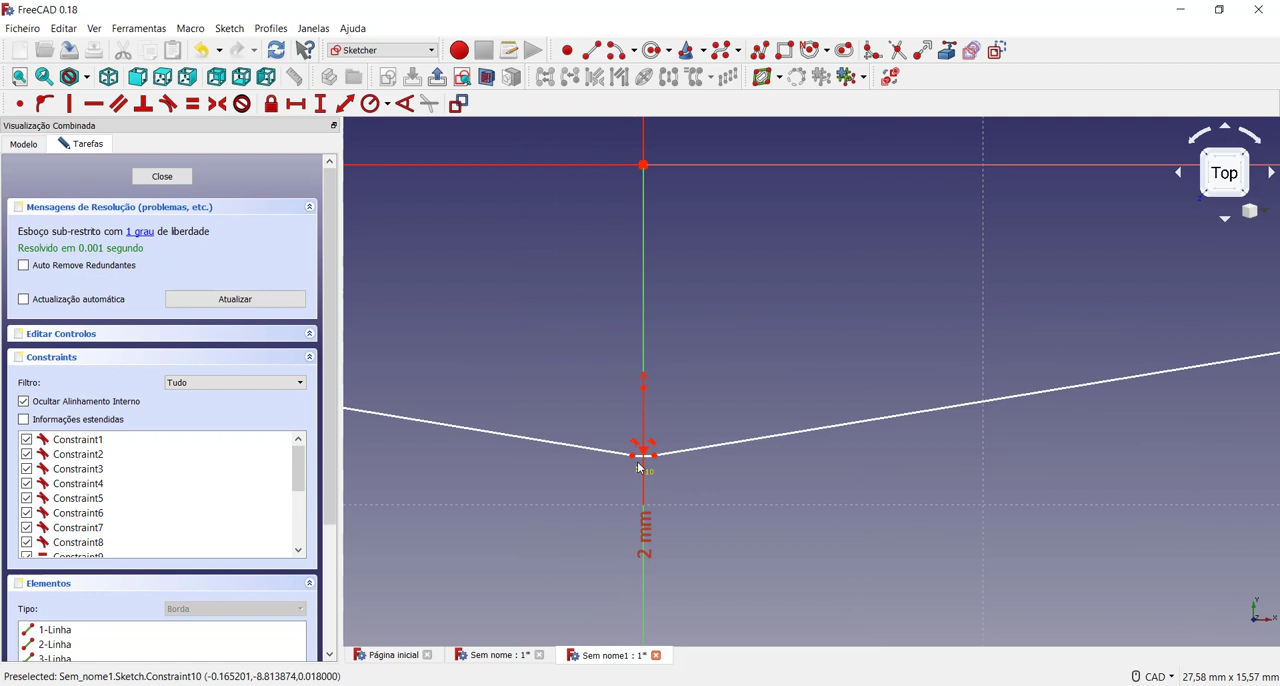 FreeCAD 0.18
Ficheiro Editar Ver Ferramentas Macro Sketch Profiles Janelas Ajuda
Sketcher
Visualização Combinada
Modelo Tarefas
Close
Mensagens de Resolução (problemas, etc.)
Esboço sub-restrito com 1 grau de liberdade
Resolvido em 0.001 segundo
Auto Remove Redundantes
Actualização automática Atualizar
Editar Controlos
Constraints
Filtro: Tudo
Ocultar Alinhamento Interno
Informações estendidas
Constraint1
Constraint2
Constraint3
Constraint4
Constraint5
Constraint6
Constraint7
Constraint8
Constraint9
Elementos
Tipo: Borda
1-Linha
2-Linha
3-Linha
Top
2 mm
Y
Z X
Página inicial Sem nome : 1* Sem nome1 : 1*
Preselected: Sem_nome1.Sketch.Constraint10 (-0.165201,-8.813874,0.018000) CAD 27,58 mm x 15,57 mm